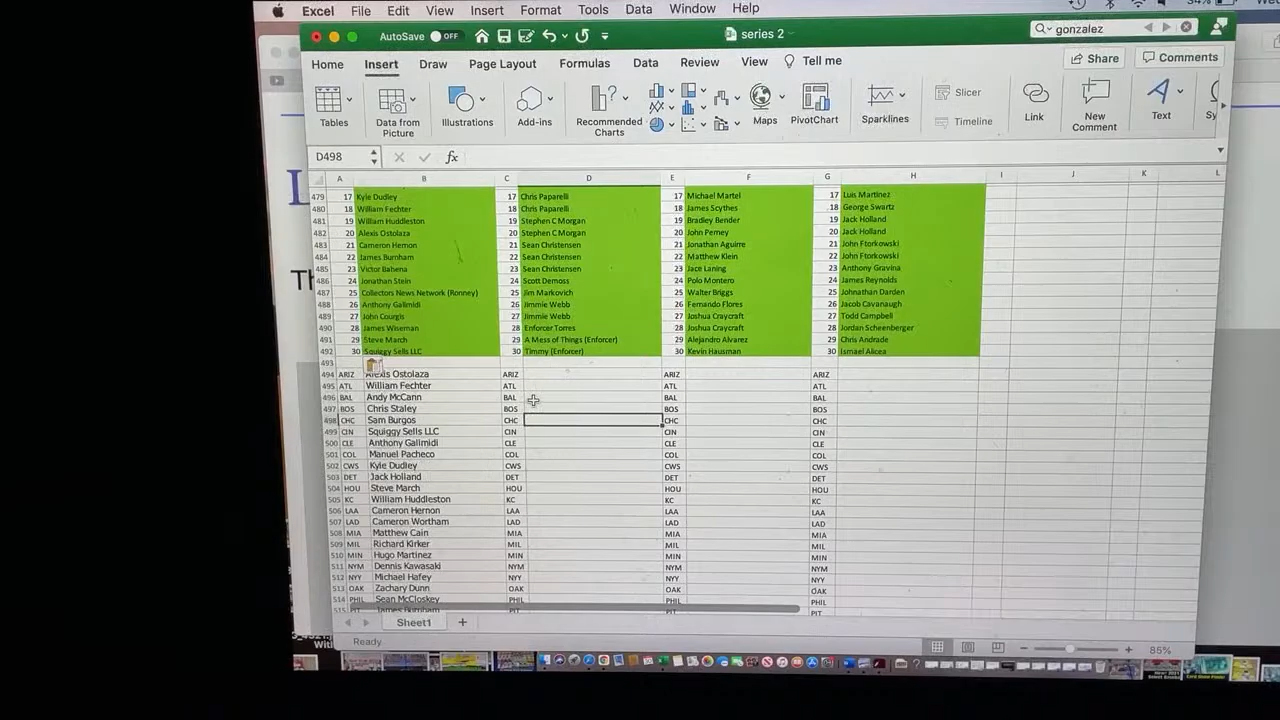 Excel File Edit View Insert Format Tools Data Window Help
34%
AutoSave OFF
series 2
gonzalez
Home Insert Draw Page Layout Formulas Data Review View Tell me
Share Comments
Tables
Data from Picture
Illustrations
Add-ins
Recommended Charts
Maps
PivotChart
Sparklines
Slicer
Timeline
Link
New Comment
Text
D498 fx
A B C D E F G H I J K L
479 17 Kyle Dudley 17 Chris Paparelli 17 Michael Martel 17 Luis Martinez
480 18 William Fechter 18 Chris Paparelli 18 James Scythes 18 George Swartz
481 19 William Huddleston 19 Stephen C Morgan 19 Bradley Bender 19 Jack Holland
482 20 Alexis Ostolaza 20 Stephen C Morgan 20 John Perney 20 Jack Holland
483 21 Cameron Hernon 21 Sean Christensen 21 Jonathan Aguirre 21 John Ftorkowski
484 22 James Burnham 22 Sean Christensen 22 Matthew Klein 22 John Ftorkowski
485 23 Victor Bahena 23 Sean Christensen 23 Jace Laning 23 Anthony Gravina
486 24 Jonathan Stein 24 Scott Demoss 24 Polo Montero 24 James Reynolds
487 25 Collectors News Network (Ronney) 25 Jim Markovich 25 Walter Briggs 25 Johnathan Darden
488 26 Anthony Galimidi 26 Jimmie Webb 26 Fernando Flores 26 Jacob Cavanaugh
489 27 John Courgis 27 Jimmie Webb 27 Joshua Craycraft 27 Todd Campbell
490 28 James Wiseman 28 Enforcer Torres 28 Joshua Craycraft 28 Jordan Scheenberger
491 29 Steve March 29 A Mess of Things (Enforcer) 29 Alejandro Alvarez 29 Chris Andrade
492 30 Squiggy Sells LLC 30 Timmy (Enforcer) 30 Kevin Hausman 30 Ismael Alicea
493
494 ARIZ Alexis Ostolaza ARIZ ARIZ ARIZ
495 ATL William Fechter ATL ATL ATL
496 BAL Andy McCann BAL BAL BAL
497 BOS Chris Staley BOS BOS BOS
498 CHC Sam Burgos CHC CHC CHC
499 CIN Squiggy Sells LLC CIN CIN CIN
500 CLE Anthony Galimidi CLE CLE CLE
501 COL Manuel Pacheco COL COL COL
502 CWS Kyle Dudley CWS CWS CWS
503 DET Jack Holland DET DET DET
504 HOU Steve March HOU HOU HOU
505 KC William Huddleston KC KC KC
506 LAA Cameron Hernon LAA LAA LAA
507 LAD Cameron Wortham LAD LAD LAD
508 MIA Matthew Cain MIA MIA MIA
509 MIL Richard Kirker MIL MIL MIL
510 MIN Hugo Martinez MIN MIN MIN
511 NYM Dennis Kawasaki NYM NYM NYM
512 NYY Michael Hafey NYY NYY NYY
513 OAK Zachary Dunn OAK OAK OAK
514 PHIL Sean McCloskey PHIL PHIL PHIL
515 PIT James Burnham PIT PIT PIT
Sheet1
Ready
85%